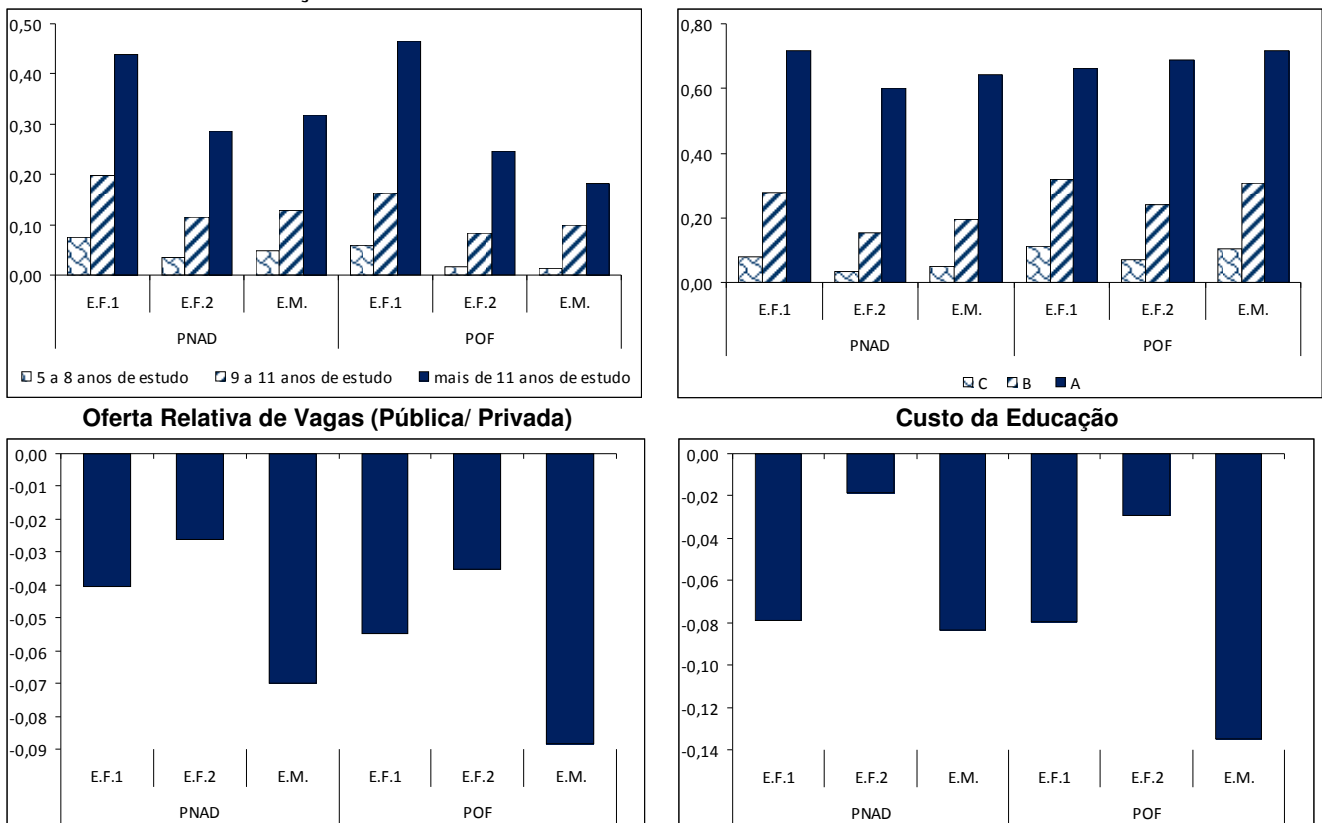 0,50
0,40
0,30
0,20
0,10
0,00
E.F.1 E.F.2 E.M. E.F.1 E.F.2 E.M.
PNAD POF
5 a 8 anos de estudo 9 a 11 anos de estudo mais de 11 anos de estudo
0,80
0,60
0,40
0,20
0,00
E.F.1 E.F.2 E.M. E.F.1 E.F.2 E.M.
PNAD POF
C B A
Oferta Relativa de Vagas (Pública/ Privada)
0,00
-0,01
-0,02
-0,03
-0,04
-0,05
-0,06
-0,07
-0,08
-0,09
E.F.1 E.F.2 E.M. E.F.1 E.F.2 E.M.
PNAD POF
Custo da Educação
0,00
-0,02
-0,04
-0,06
-0,08
-0,10
-0,12
-0,14
E.F.1 E.F.2 E.M. E.F.1 E.F.2 E.M.
PNAD POF